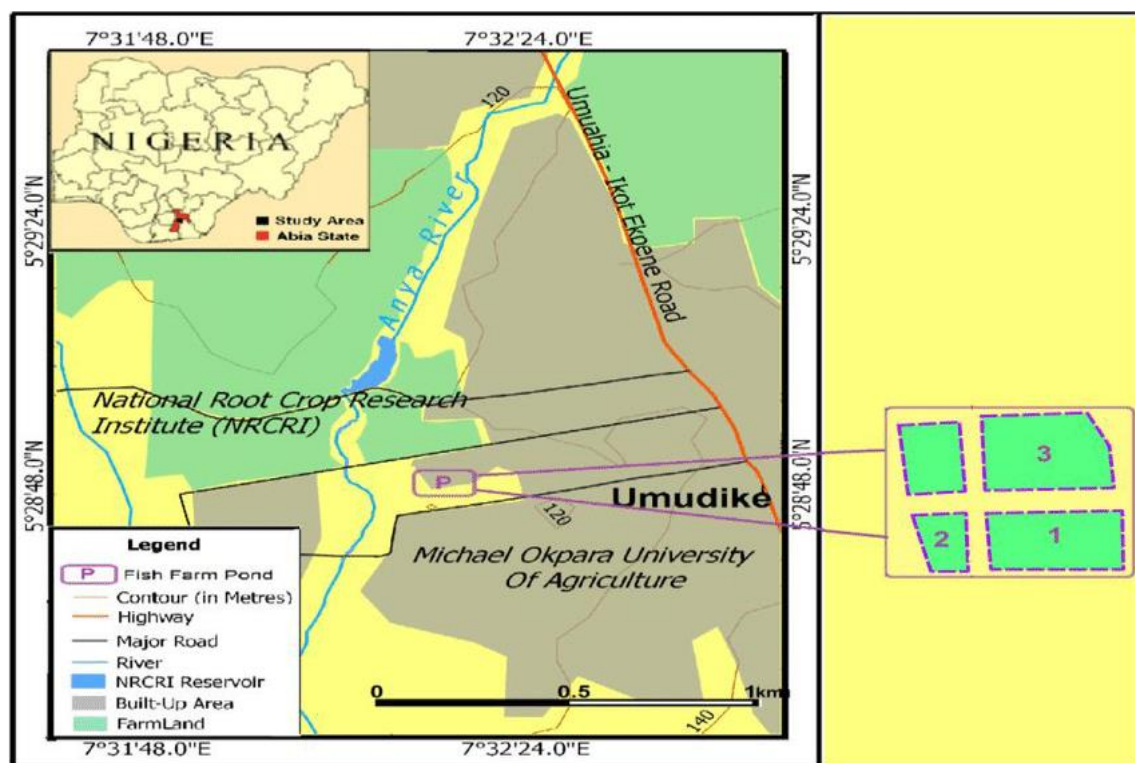 7°31'48.0"E
7°32'24.0"E
NIGERIA
Study Area
Abia State
5°29'24.0"N
5°29'24.0"N
120
Anya River
Umuahia - Ikot Ekpene Road
National Root Crop Research
Institute (NRCRI)
5°28'48.0"N
5°28'48.0"N
P
Umudike
120
Michael Okpara University
Of Agriculture
3
2
1
Legend
P Fish Farm Pond
Contour (in Metres)
Highway
Major Road
River
NRCRI Reservoir
Built-Up Area
FarmLand
0 0.5 1km
140
7°31'48.0"E
7°32'24.0"E